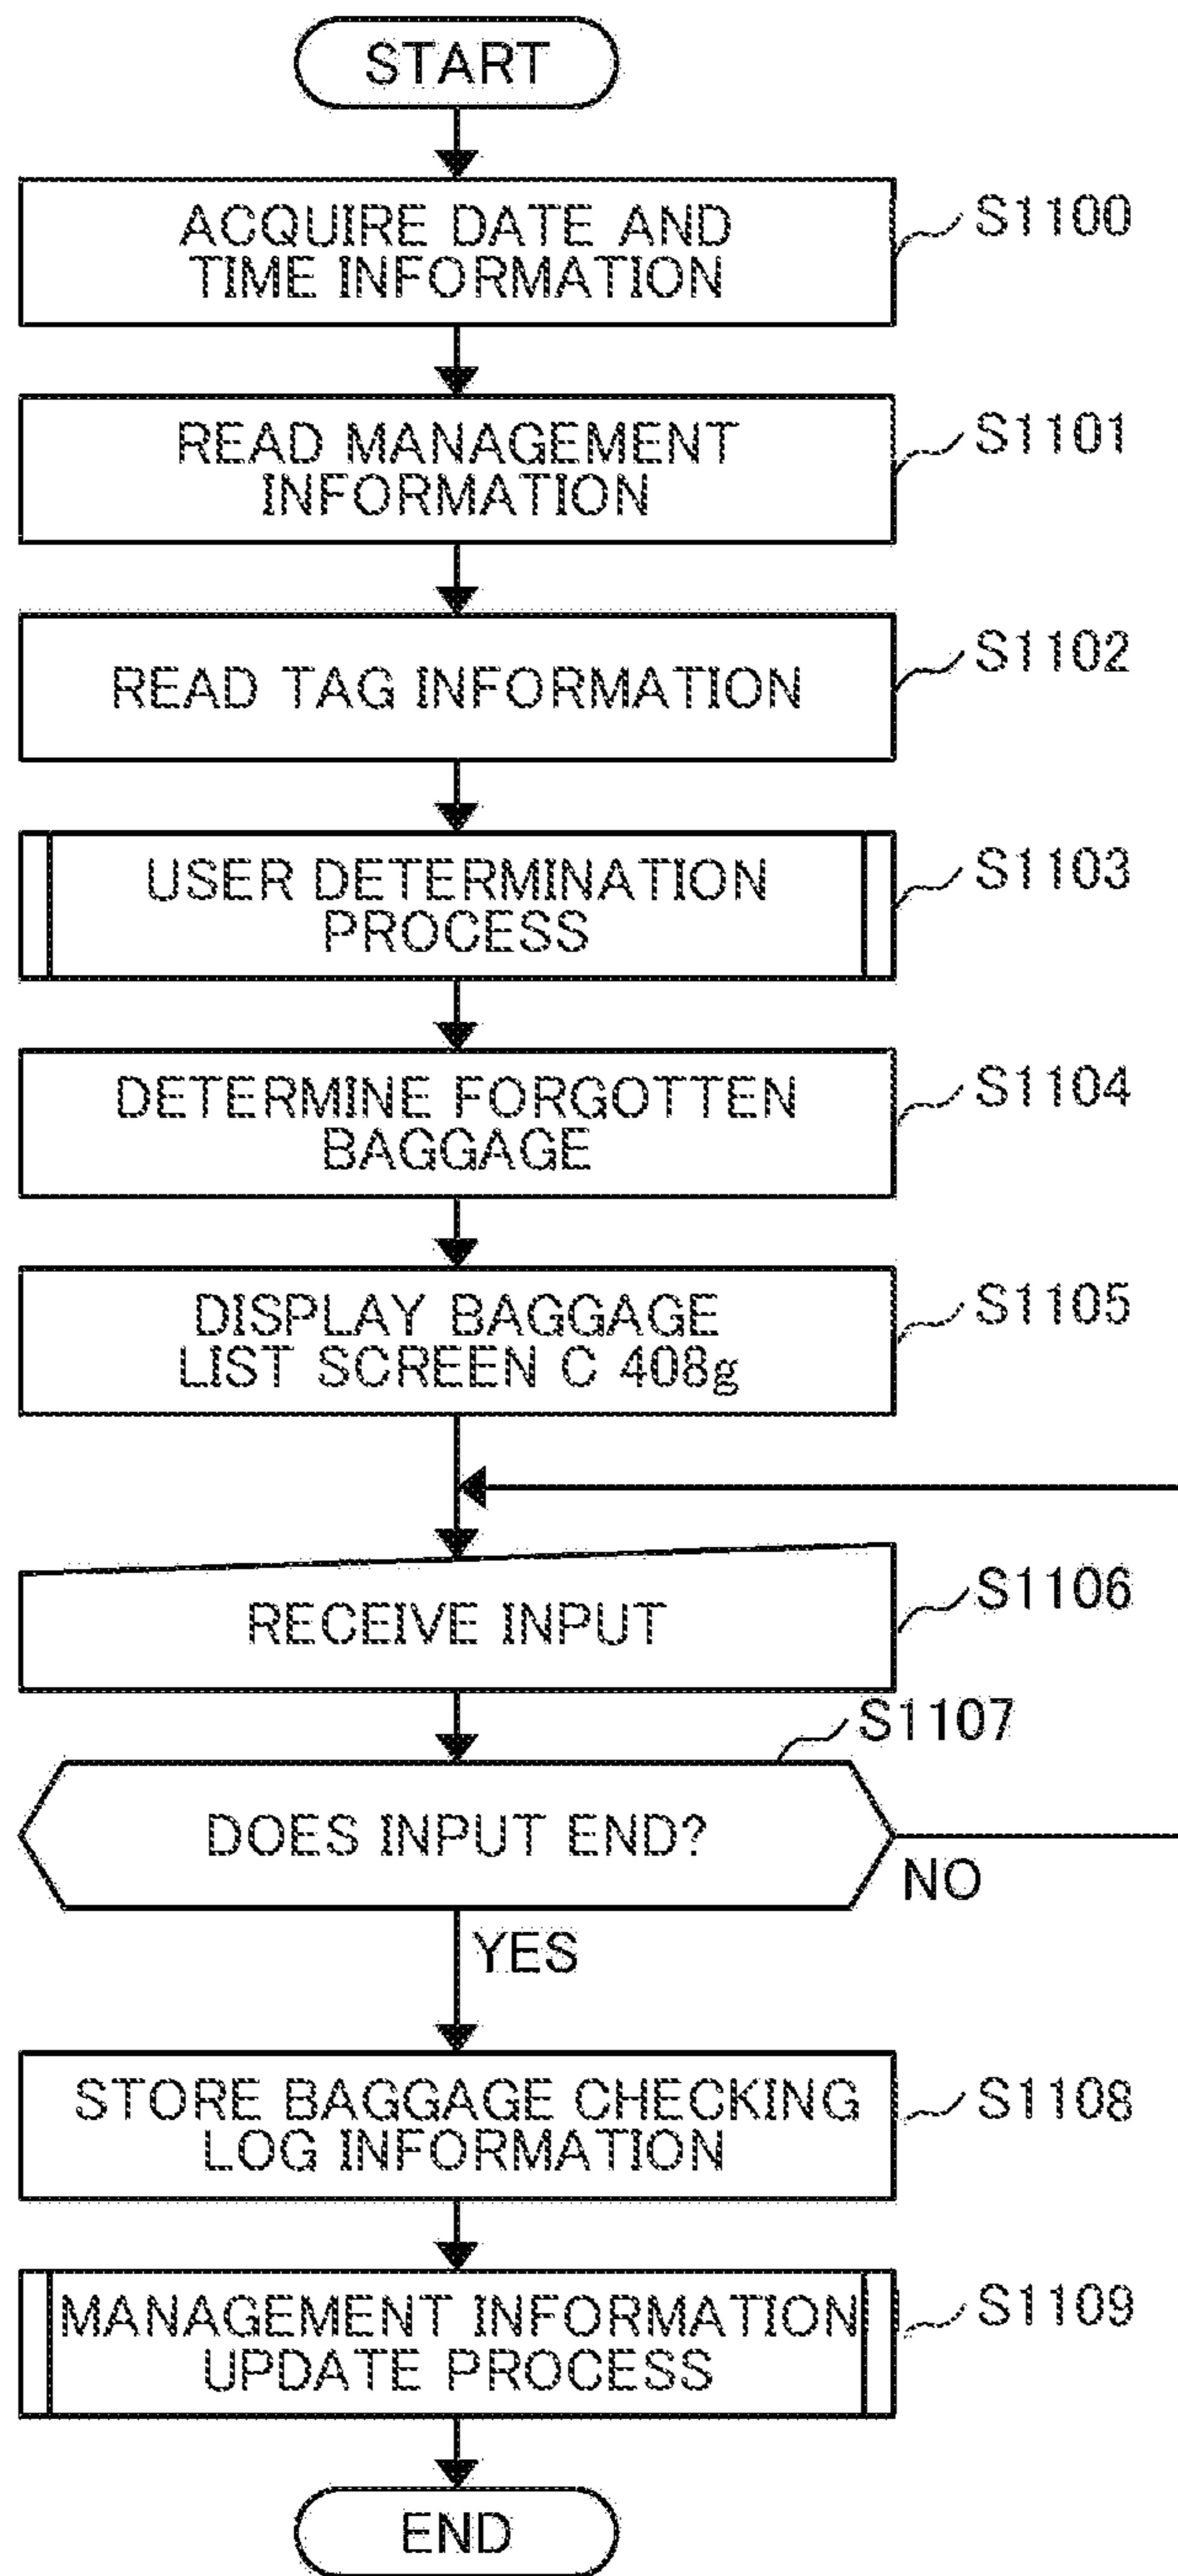 START
ACQUIRE DATE AND
TIME INFORMATION
S1100
READ MANAGEMENT
INFORMATION
S1101
READ TAG INFORMATION
S1102
USER DETERMINATION
PROCESS
S1103
DETERMINE FORGOTTEN
BAGGAGE
S1104
DISPLAY BAGGAGE
LIST SCREEN C 408g
S1105
RECEIVE INPUT
S1106
S1107
DOES INPUT END?
NO
YES
STORE BAGGAGE CHECKING
LOG INFORMATION
S1108
MANAGEMENT INFORMATION
UPDATE PROCESS
S1109
END